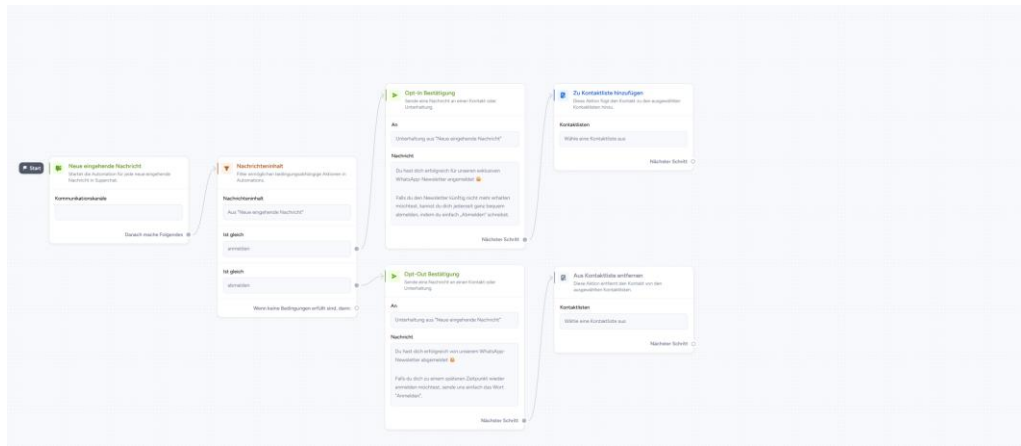 Start
Neue eingehende Nachricht
Startet die Automation für jede neue eingehende
Nachricht in Superchat.
Kommunikationskanäle
Danach mache Folgendes
Nachrichteninhalt
Filter ermöglichen bedingungsabhängige Aktionen in
Automations.
Nachrichteninhalt
Aus "Neue eingehende Nachricht"
Ist gleich
anmelden
Ist gleich
abmelden
Wenn keine Bedingungen erfüllt sind, dann:
Opt-In Bestätigung
Sende eine Nachricht an einen Kontakt oder
Unterhaltung.
An
Unterhaltung aus "Neue eingehende Nachricht"
Nachricht
Du hast dich erfolgreich für unseren exklusiven
WhatsApp Newsletter angemeldet
Falls du den Newsletter künftig nicht mehr erhalten
möchtest, kannst du dich jederzeit ganz bequem
abmelden, indem du einfach „Abmelden" schreibst.
Nächster Schritt
Zu Kontaktliste hinzufügen
Diese Aktion fügt den Kontakt zu den ausgewählten
Kontaktlisten hinzu.
Kontaktlisten
Wähle eine Kontaktliste aus
Nächster Schritt
Opt-Out Bestätigung
Sende eine Nachricht an einen Kontakt oder
Unterhaltung.
An
Unterhaltung aus "Neue eingehende Nachricht"
Nachricht
Du hast dich erfolgreich von unserem WhatsApp-
Newsletter abgemeldet
Falls du dich zu einem späteren Zeitpunkt wieder
anmelden möchtest, sende uns einfach das Wort
"Anmelden".
Nächster Schritt
Aus Kontaktliste entfernen
Diese Aktion entfernt den Kontakt von den
ausgewählten Kontaktlisten.
Kontaktlisten
Wähle eine Kontaktliste aus
Nächster Schritt